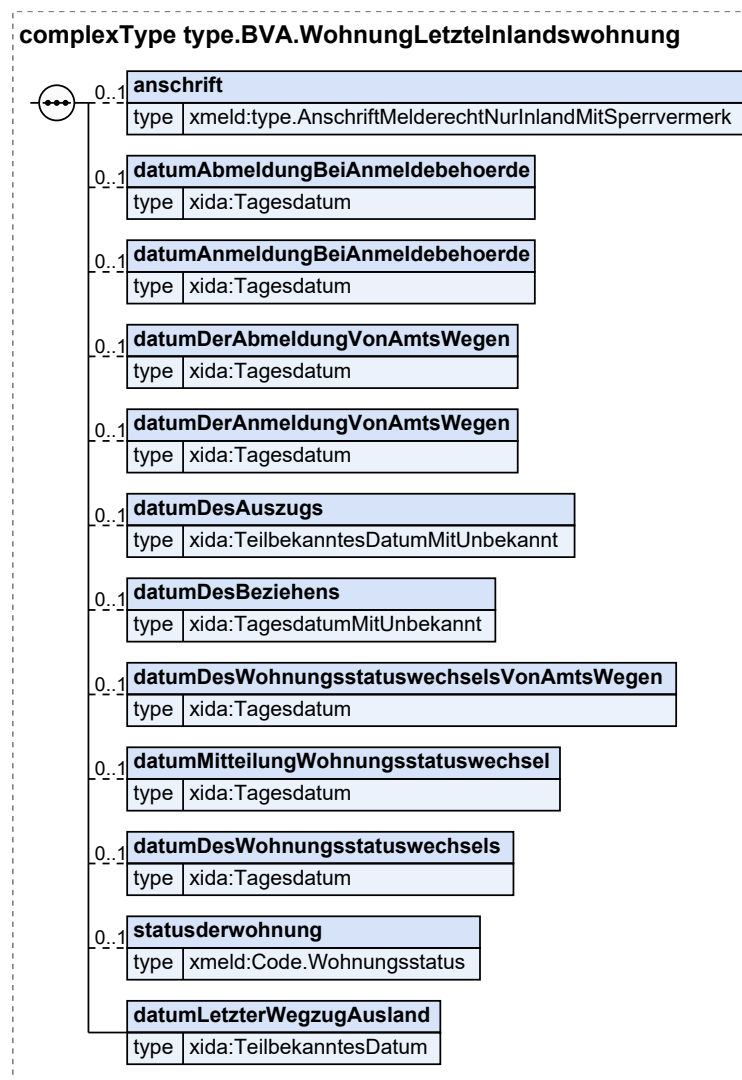 complexType type.BVA.WohnungLetzteInlandswohnung
0..1 anschrift
type xmeld:type.AnschriftMelderechtNurInlandMitSperrvermerk
0..1 datumAbmeldungBeiAnmeldebehoerde
type xida:Tagesdatum
0..1 datumAnmeldungBeiAnmeldebehoerde
type xida:Tagesdatum
0..1 datumDerAbmeldungVonAmtsWegen
type xida:Tagesdatum
0..1 datumDerAnmeldungVonAmtsWegen
type xida:Tagesdatum
0..1 datumDesAuszugs
type xida:TeilbekanntesDatumMitUnbekannt
0..1 datumDesBeziehens
type xida:TagesdatumMitUnbekannt
0..1 datumDesWohnungsstatuswechselsVonAmtsWegen
type xida:Tagesdatum
0..1 datumMitteilungWohnungsstatuswechsel
type xida:Tagesdatum
0..1 datumDesWohnungsstatuswechsels
type xida:Tagesdatum
0..1 statusderwohnung
type xmeld:Code.Wohnungsstatus
datumLetzterWegzugAusland
type xida:TeilbekanntesDatum